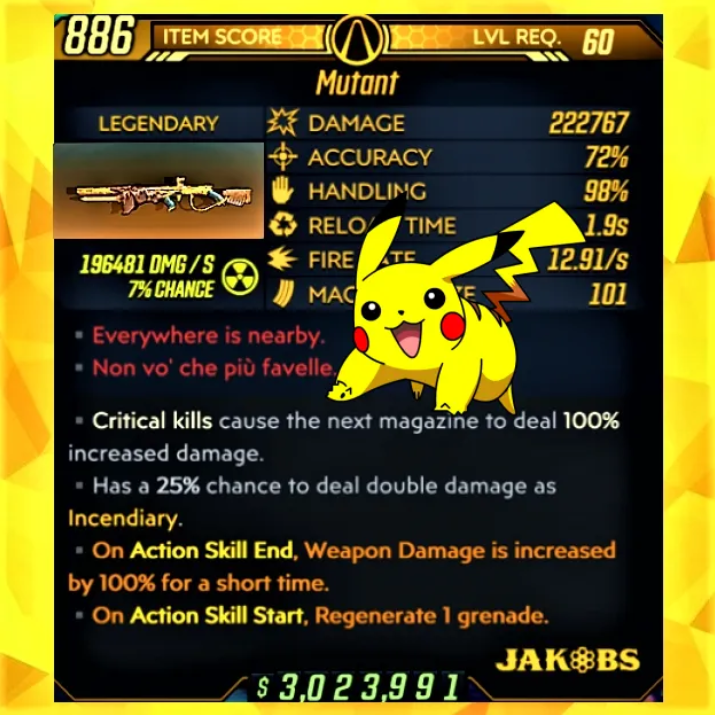 886 ITEM SCORE LVL REQ. 60
Mutant
LEGENDARY
DAMAGE 222767
ACCURACY 72%
HANDLING 98%
TIME 1.9s
FIRE 12.91/s
101
196481 DMG / S
7% CHANCE
Everywhere is nearby.
Non vo' che più favelle.
Critical kills cause the next magazine to deal 100%
increased damage.
Has a 25% chance to deal double damage as
Incendiary.
On Action Skill End, Weapon Damage is increased
by 100% for a short time.
On Action Skill Start, Regenerate 1 grenade.
JAKOBS
$ 3,023,991